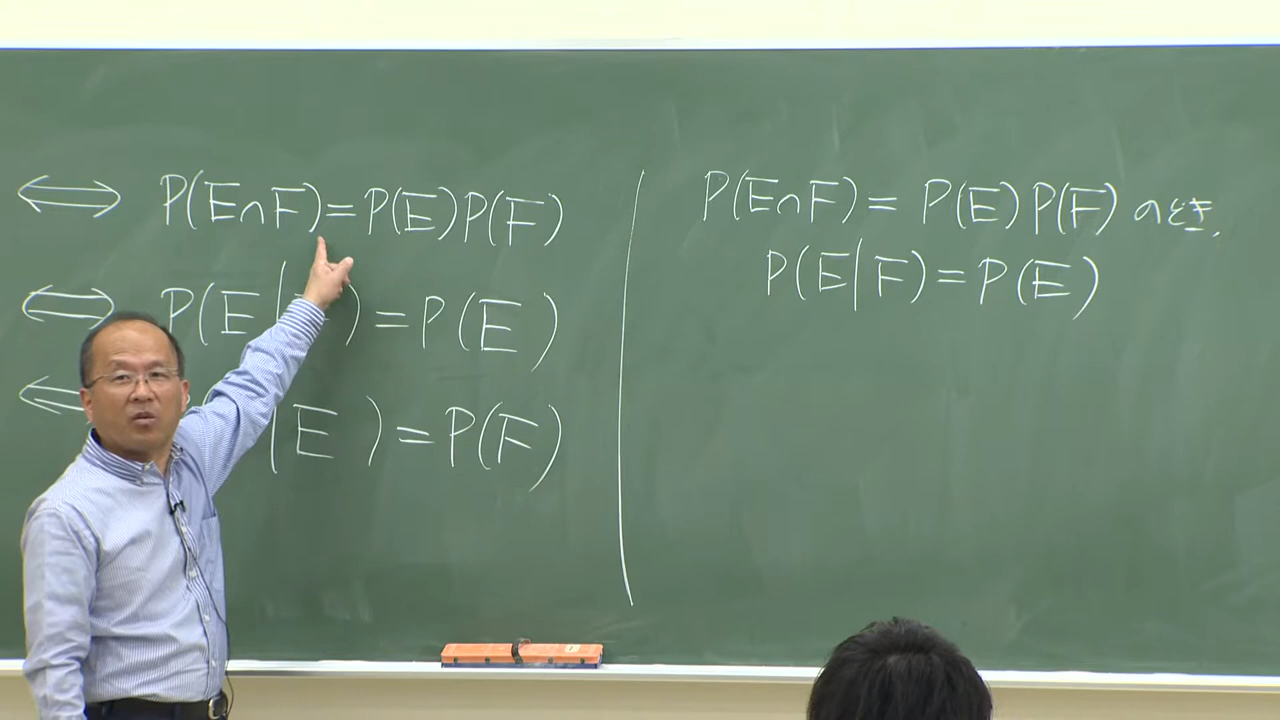 ⟺ P(E∩F)=P(E)P(F)
⟺ P(E| )=P(E)
|E)=P(F)
P(E∩F)= P(E)P(F) のとき,
P(E|F)=P(E)